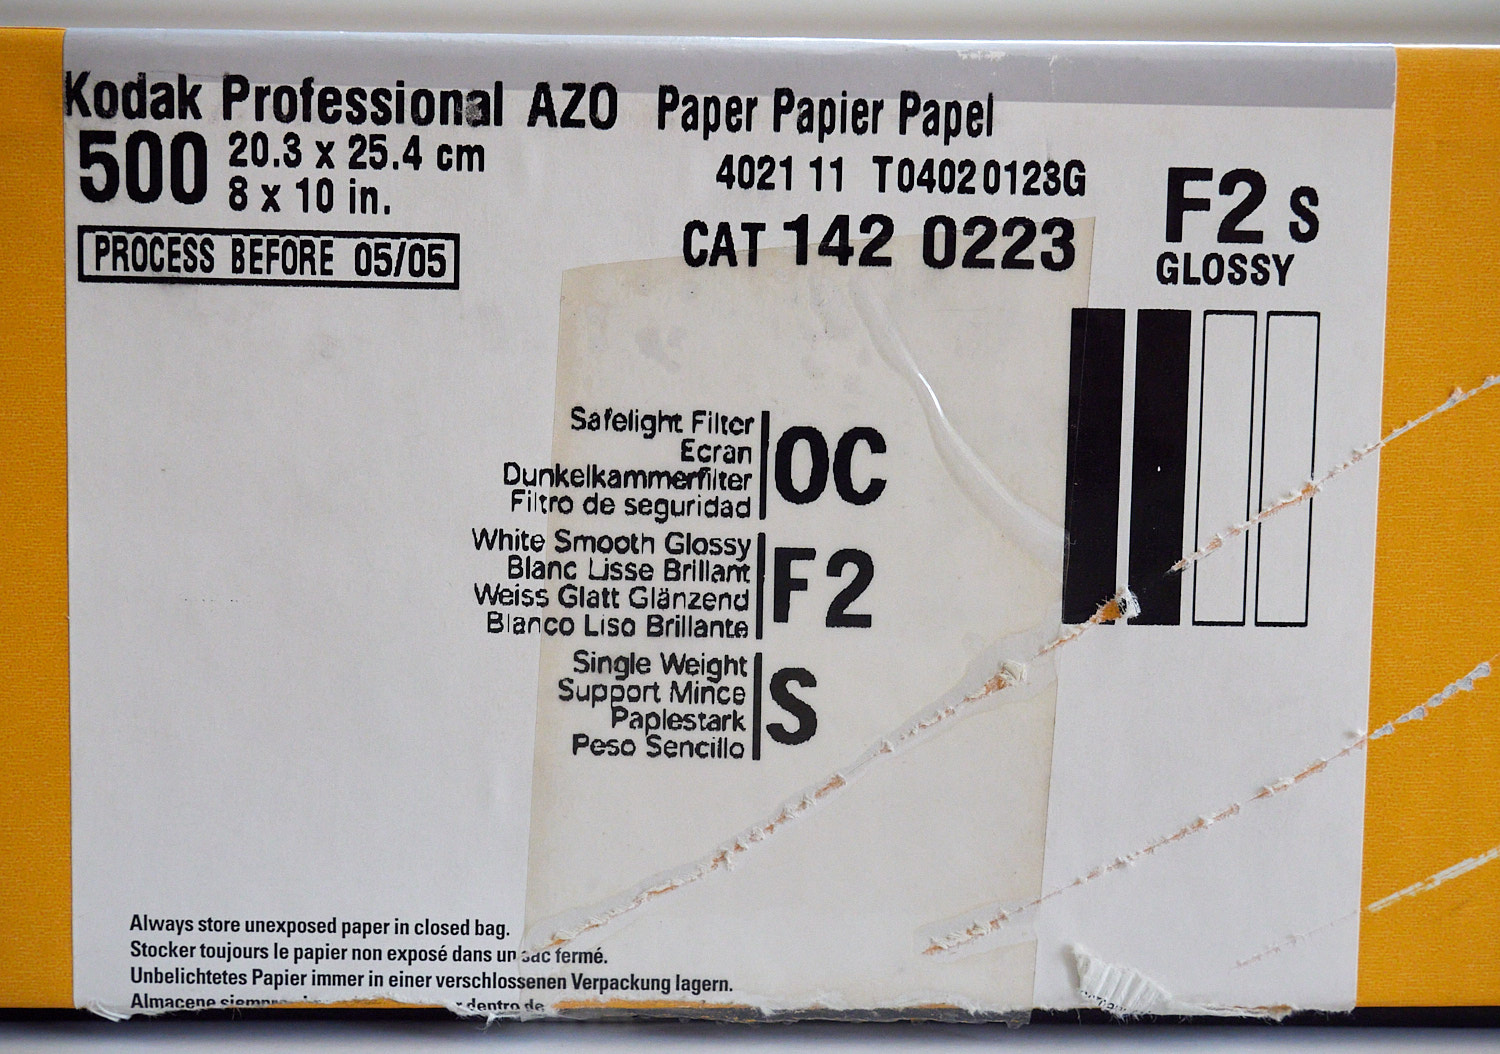 Kodak Professional AZO Paper Papier Papel
500 20.3 x 25.4 cm
8 x 10 in.
4021 11 T04020123G
CAT 142 0223
F2 S
GLOSSY
PROCESS BEFORE 05/05
Safelight Filter
Ecran
Dunkelkammerfilter
Filtro de seguridad
OC
White Smooth Glossy
Blanc Lisse Brillant
Weiss Glatt Glänzend
Blanco Liso Brillante
F2
Single Weight
Support Mince
Paplestark
Peso Sencillo
S
Always store unexposed paper in closed bag.
Stocker toujours le papier non exposé dans un sac fermé.
Unbelichtetes Papier immer in einer verschlossenen Verpackung lagern.
Almacene dentro de